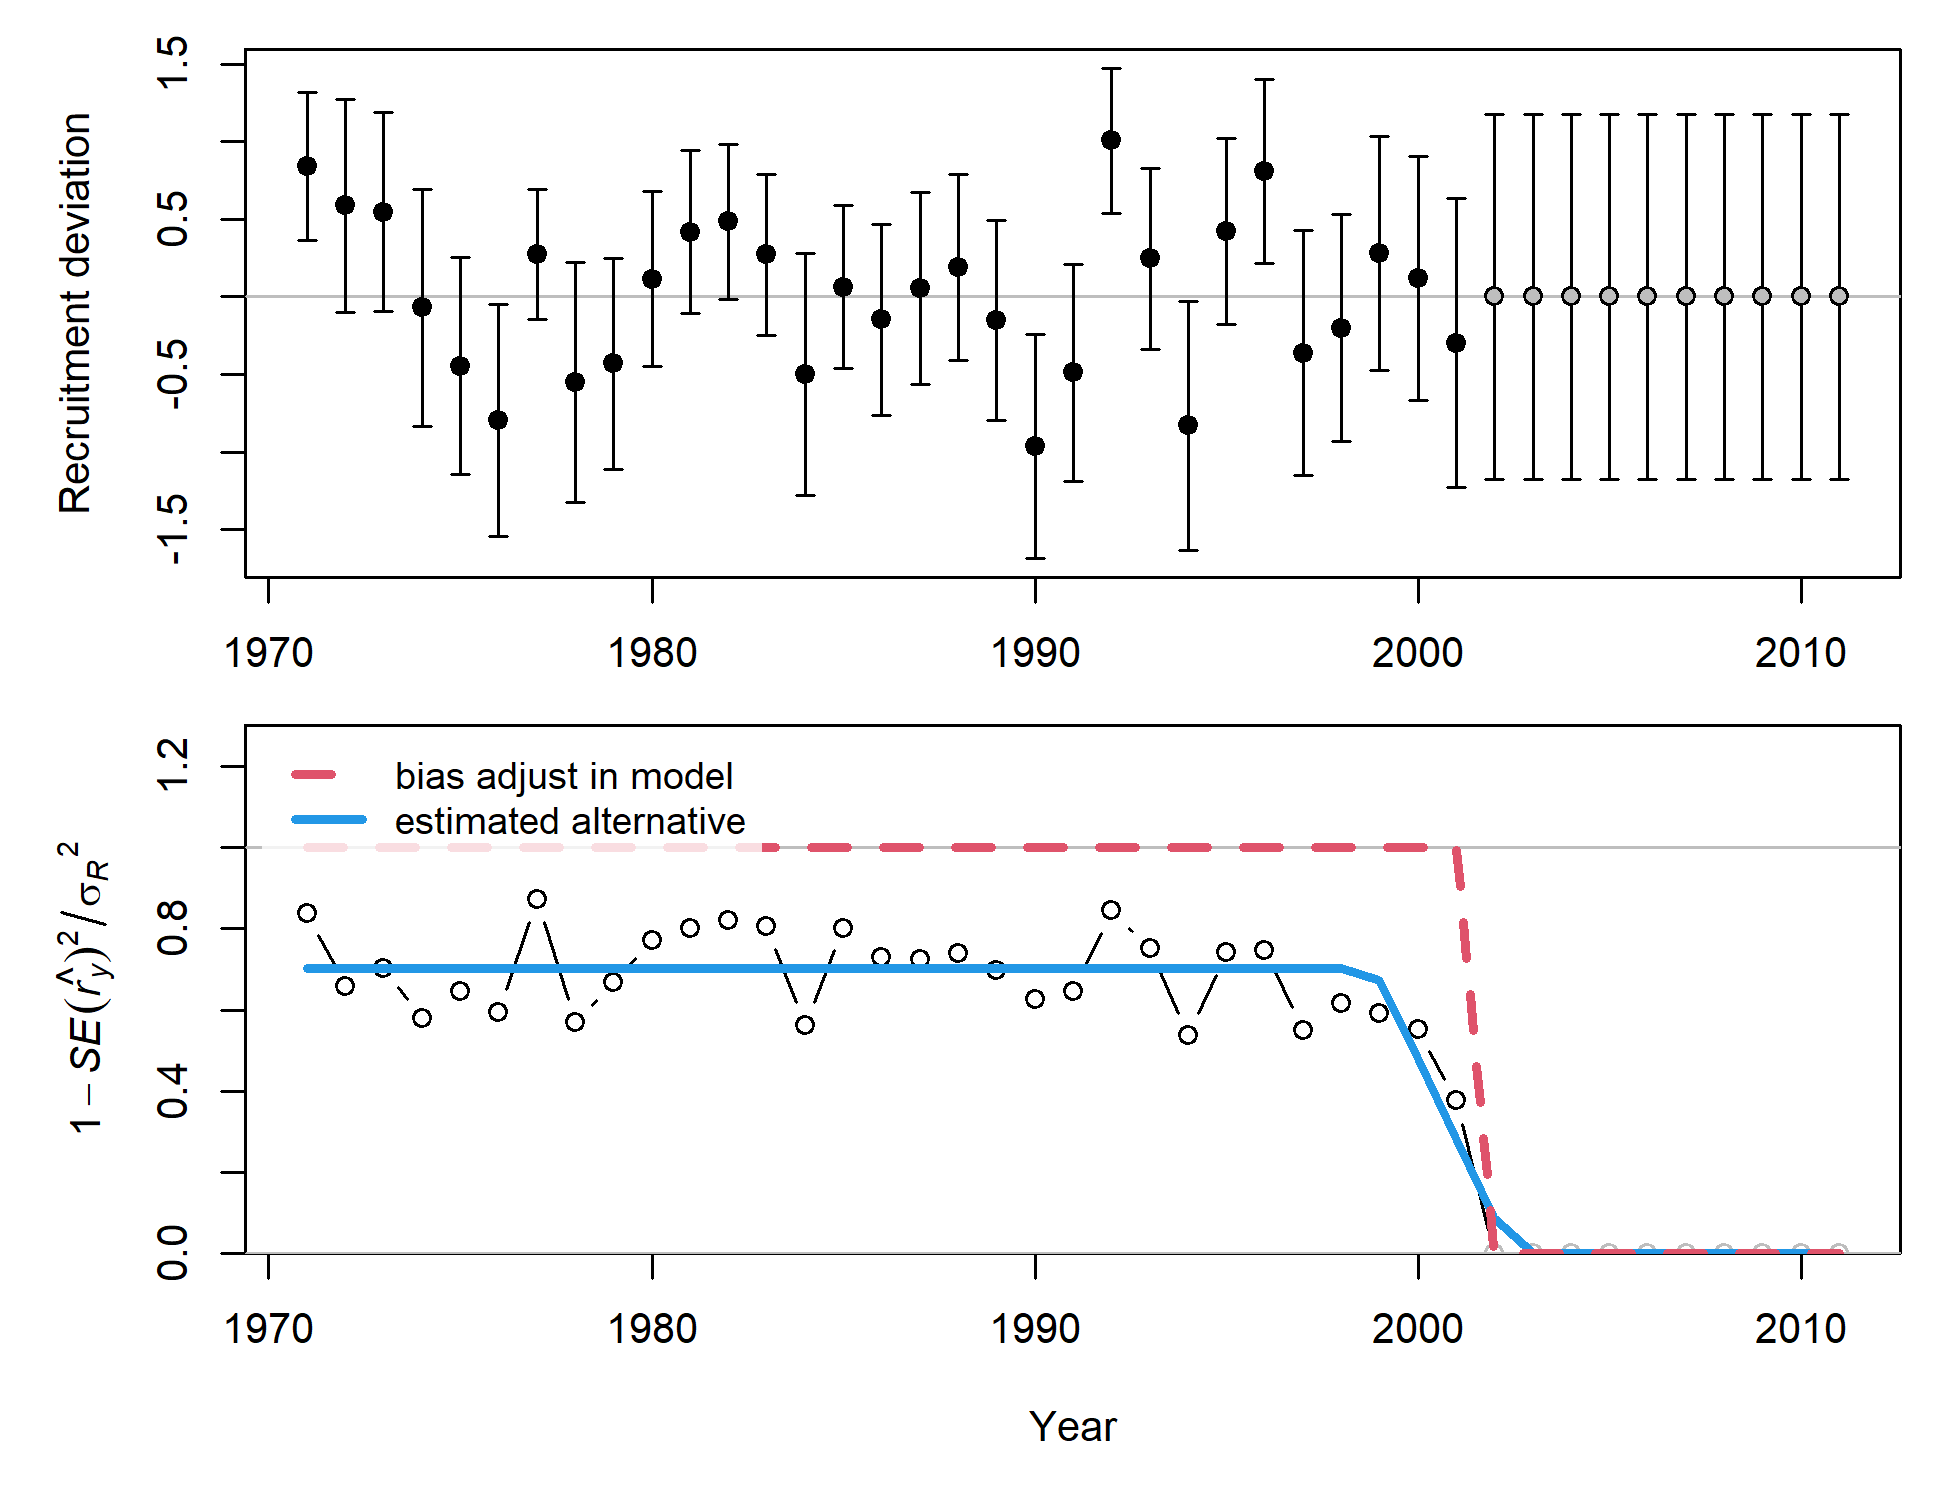 Recruitment deviation
1.5
0.5
-0.5
-1.5
1970 1980 1990 2000 2010
bias adjust in model
estimated alternative
1 − SE(r̂y)² / σR²
1.2
0.8
0.4
0.0
1970 1980 1990 2000 2010
Year